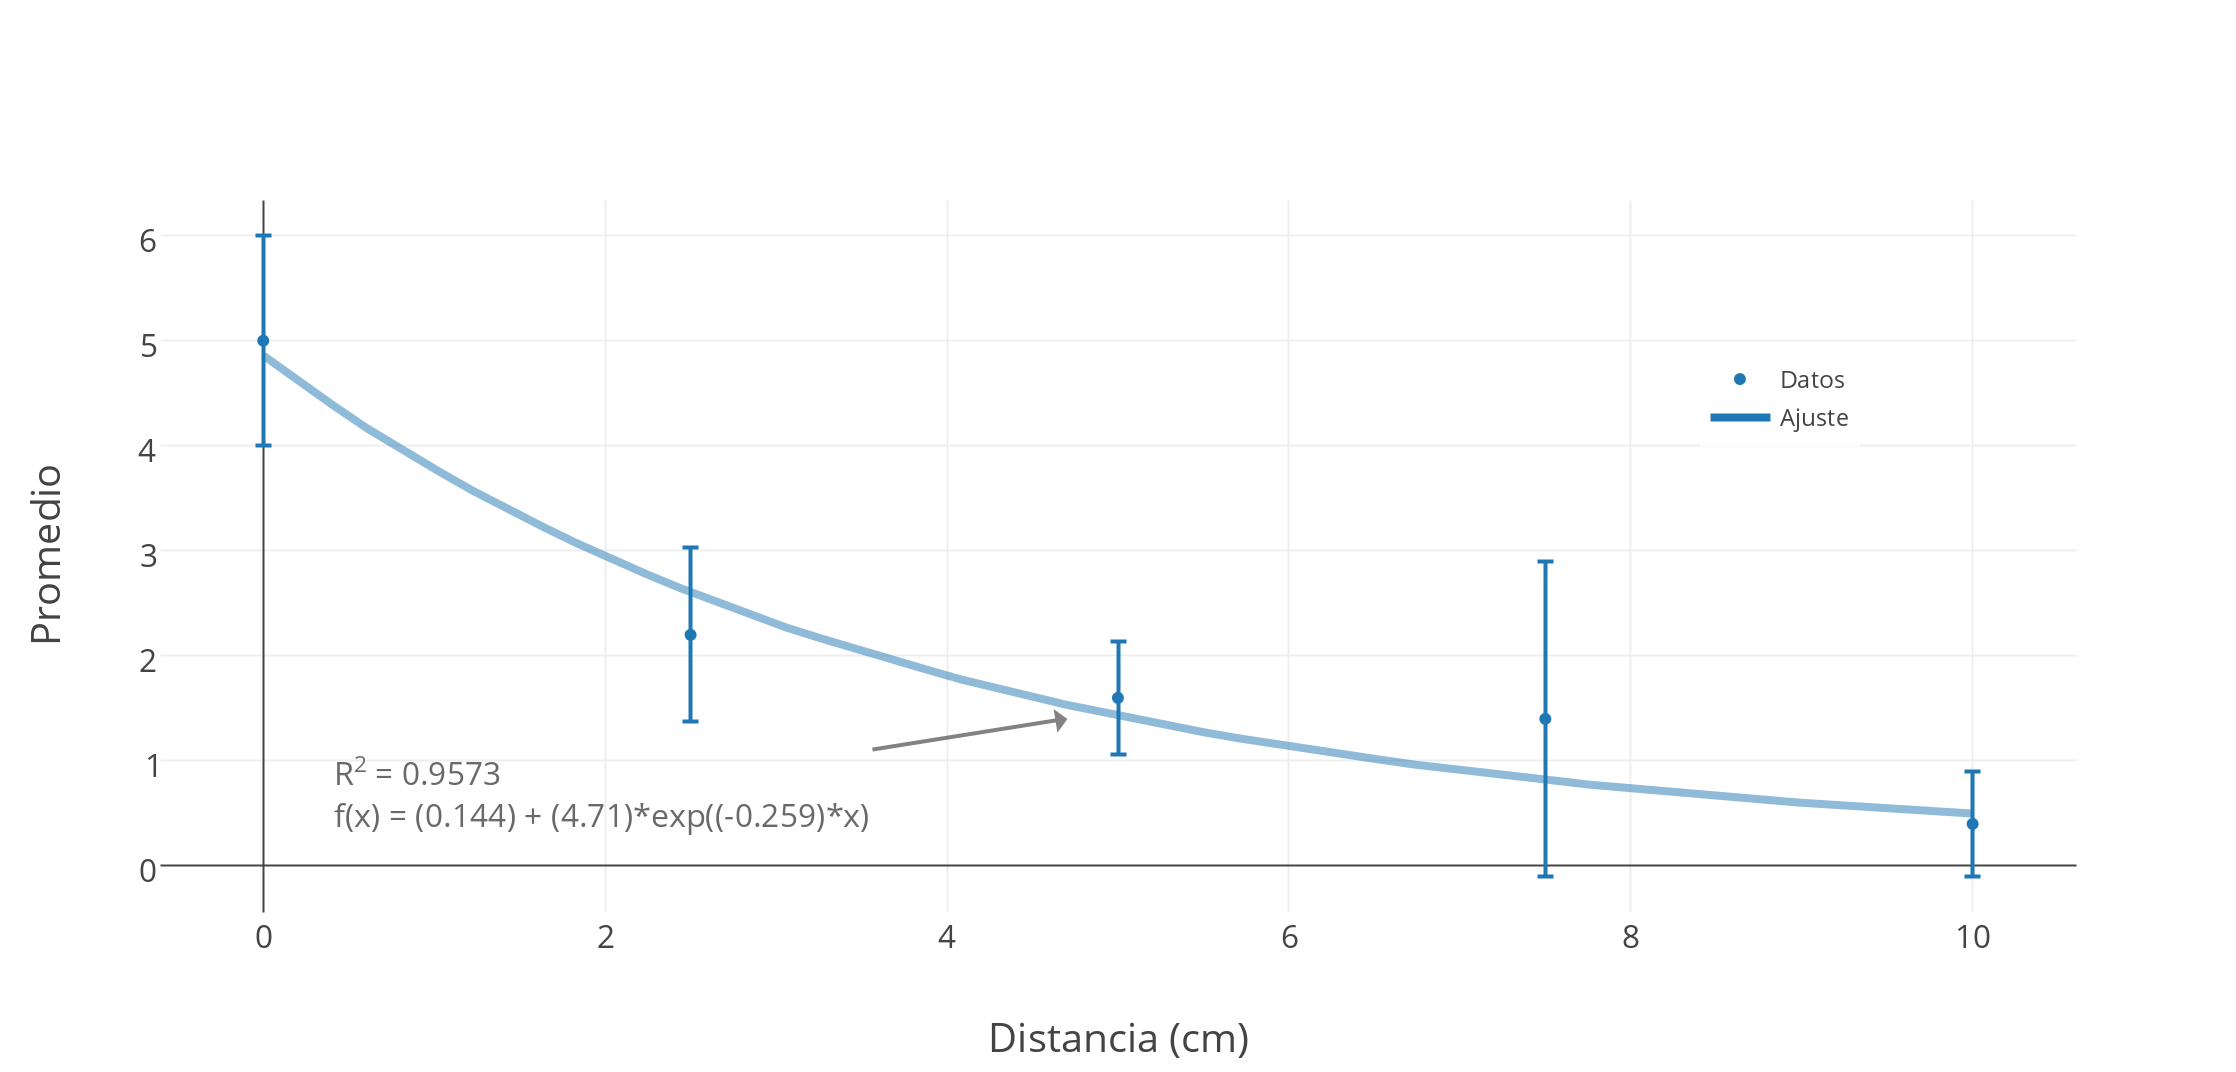 6
5
4
3
2
1
0
Promedio
Datos
Ajuste
R² = 0.9573
f(x) = (0.144) + (4.71)*exp((-0.259)*x)
0 2 4 6 8 10
Distancia (cm)